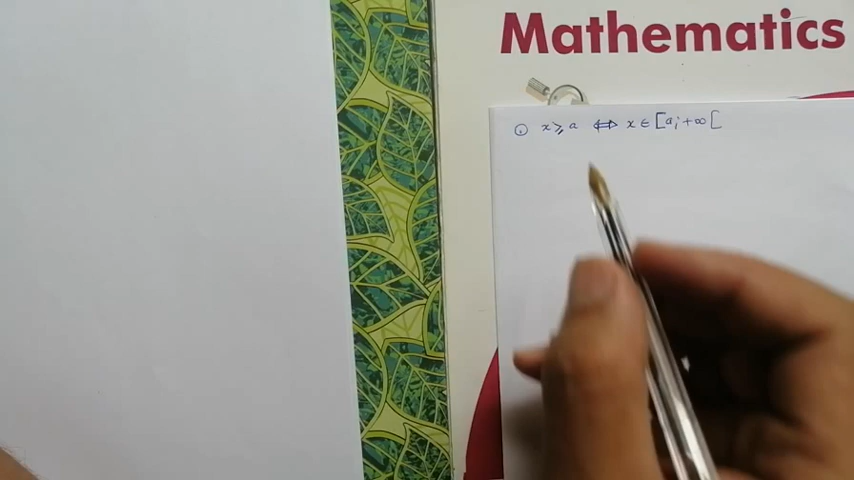 Mathematics
① x ⩾ a ⟺ x ∈ [a; +∞[